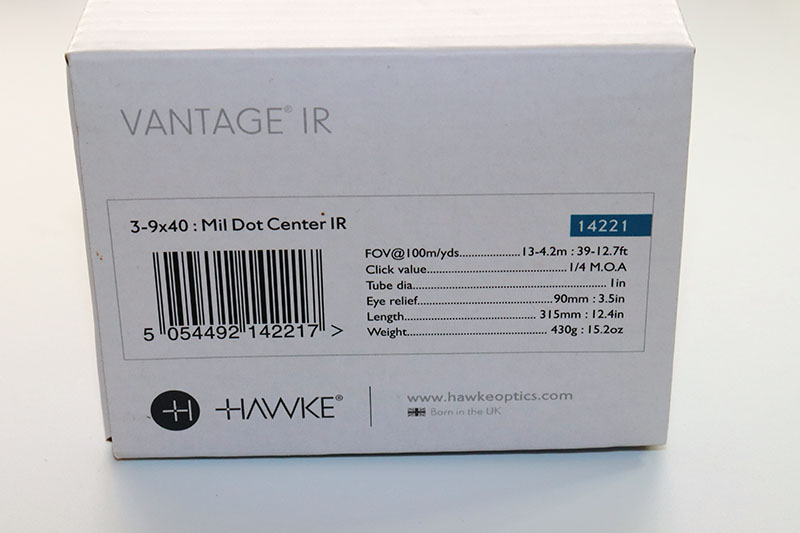 VANTAGE® IR
3-9x40 : Mil Dot Center IR
14221
FOV@100m/yds..................13-4.2m : 39-12.7ft
Click value..........................................1/4 M.O.A
Tube dia........................................................1in
Eye relief.......................................90mm : 3.5in
Length......................................315mm : 12.4in
Weight........................................430g : 15.2oz
5 054492 142217 >
H HAWKE®
www.hawkeoptics.com
Born in the UK